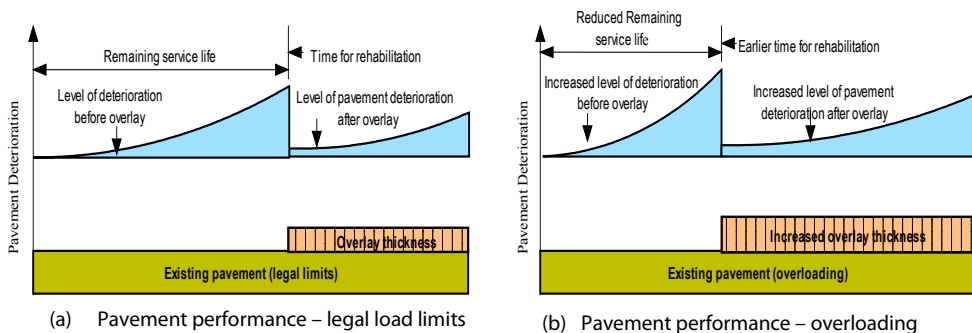 Remaining service life
Time for rehabilitation
Level of deterioration
before overlay
Level of pavement deterioration
after overlay
Pavement Deterioration
Overlay thickness
Existing pavement (legal limits)
(a) Pavement performance – legal load limits
Reduced Remaining
service life
Earlier time for rehabilitation
Increased level of deterioration
before overlay
Increased level of pavement
deterioration after overlay
Pavement Deterioration
Increased overlay thickness
Existing pavement (overloading)
(b) Pavement performance – overloading